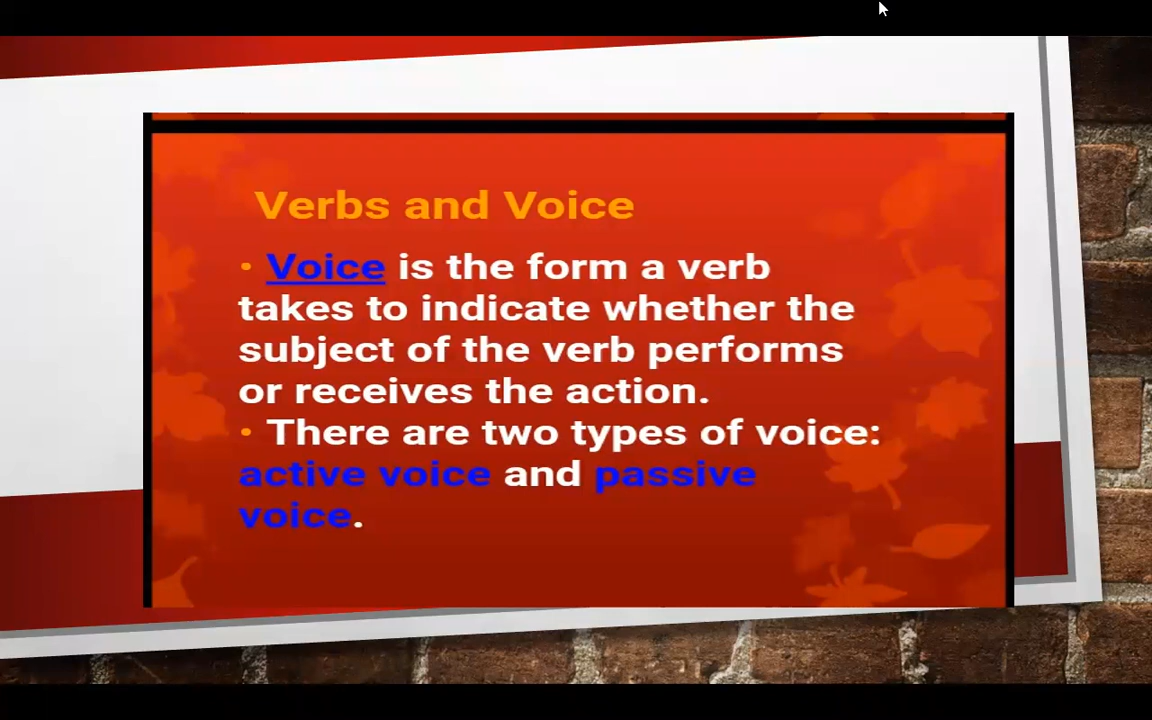 Verbs and Voice
• Voice is the form a verb
takes to indicate whether the
subject of the verb performs
or receives the action.
• There are two types of voice:
active voice and passive
voice.